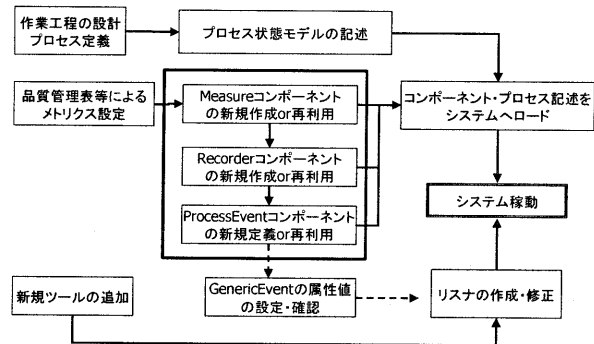 作業工程の設計
プロセス定義
プロセス状態モデルの記述
品質管理表等による
メトリクス設定
Measureコンポーネント
の新規作成or再利用
コンポーネント・プロセス記述を
システムへロード
Recorderコンポーネント
の新規作成or再利用
システム稼動
ProcessEventコンポーネント
の新規定義or再利用
新規ツールの追加
GenericEventの属性値
の設定・確認
リスナの作成・修正